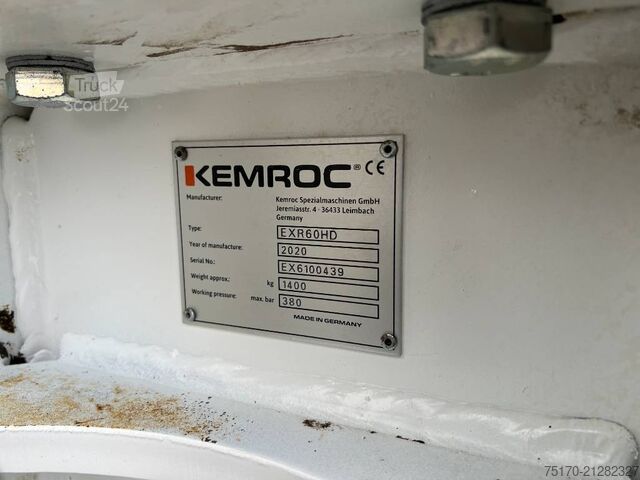 Truck
Scout24
KEMROC® CE
Manufacturer: Kemroc Spezialmaschinen GmbH
Jeremiasstr. 4 - 36433 Leimbach
Germany
Type: EXR60HD
Year of manufacture: 2020
Serial No.: EX6100439
Weight approx.: kg 1400
Working pressure: max. bar 380
MADE IN GERMANY
75170-21282327